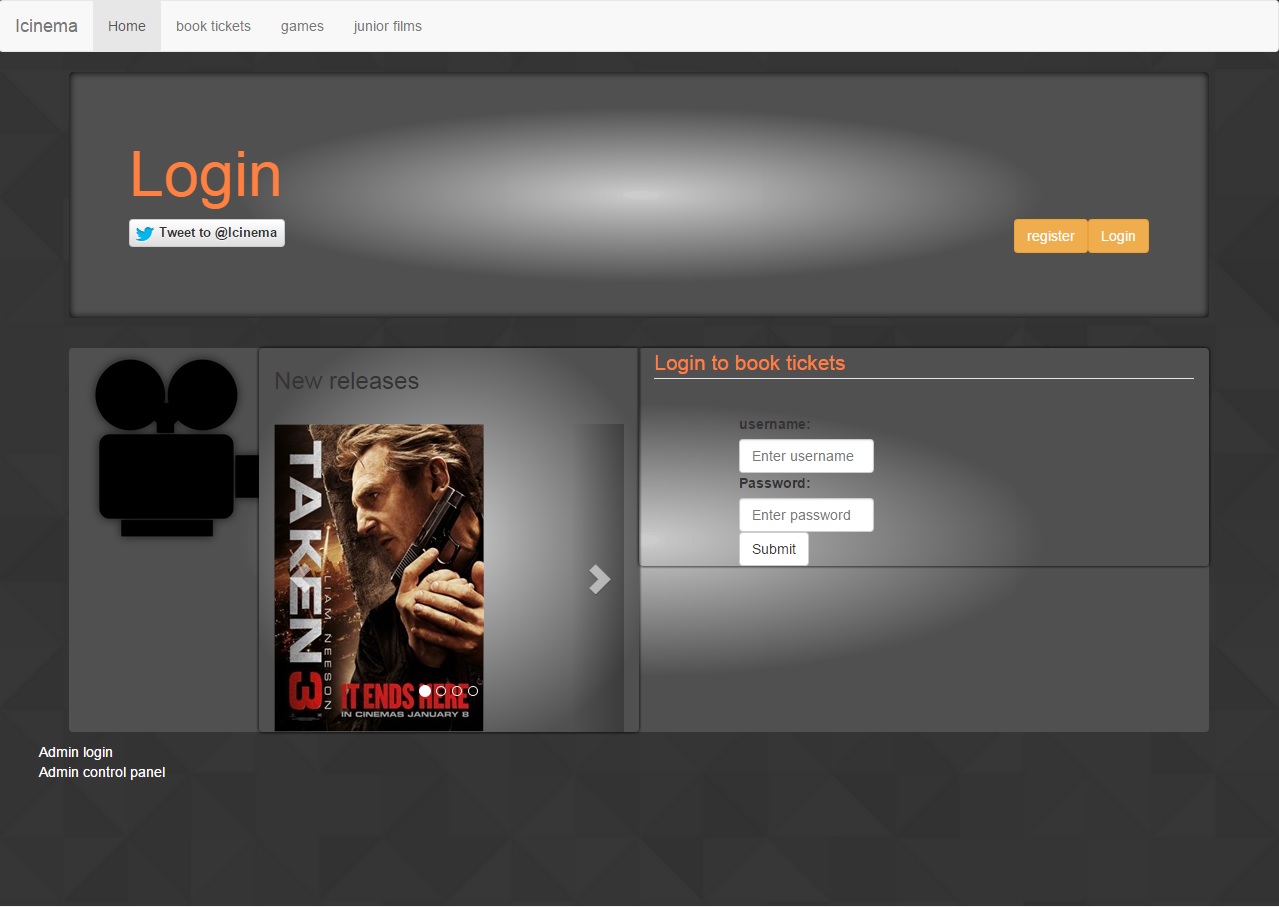 Icinema Home book tickets games junior films
Login
Tweet to @Icinema
register Login
New releases
TAKEN 3
LIAM NEESON
IT ENDS HERE
IN CINEMAS JANUARY 8
Login to book tickets
username:
Enter username
Password:
Enter password
Submit
Admin login
Admin control panel